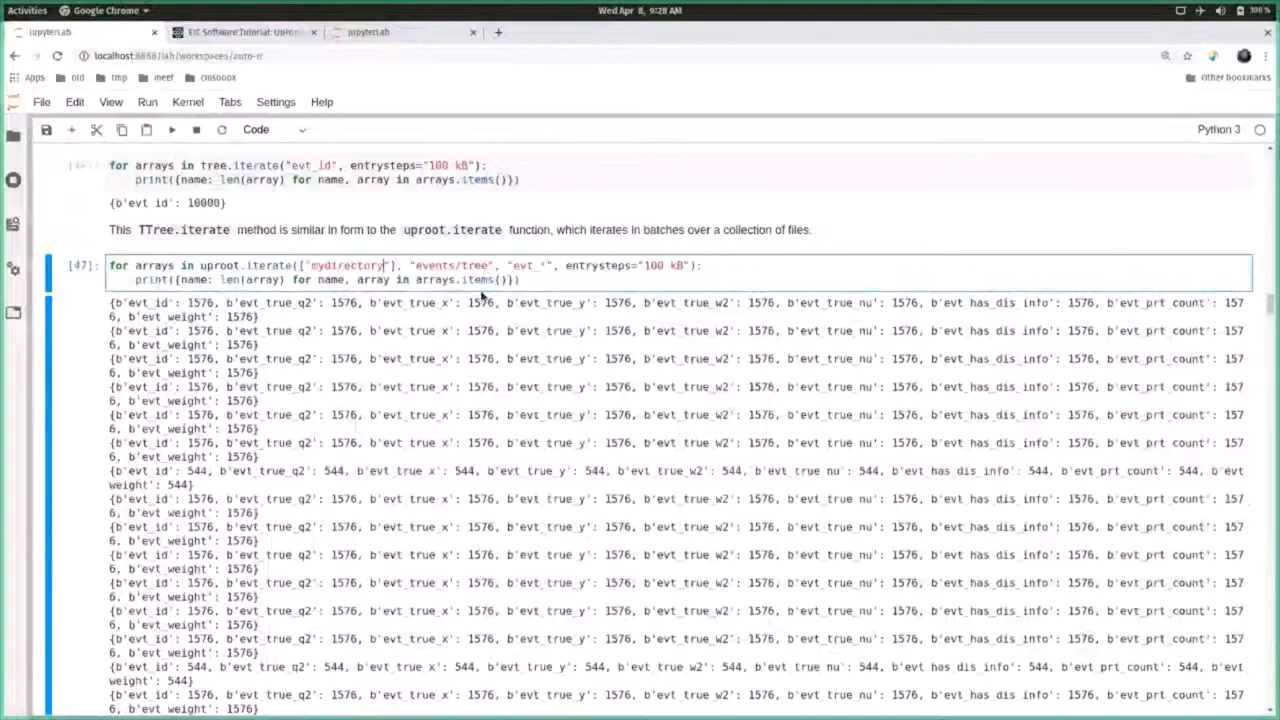 Activities Google Chrome Wed Apr 8, 9:28 AM 100 %
JupyterLab × EIC Software Tutorial: Uproo × JupyterLab × +
localhost:8888/lab/workspaces/auto-rr
Apps old tmp meet cmsbook Other Bookmarks
File Edit View Run Kernel Tabs Settings Help
Code Python 3
for arrays in tree.iterate("evt_id", entrysteps="100 kB"):
print({name: len(array) for name, array in arrays.items()})
{b'evt_id': 10000}
This TTree.iterate method is similar in form to the uproot.iterate function, which iterates in batches over a collection of files.
[47]: for arrays in uproot.iterate(["mydirectory"], "events/tree", "evt_*", entrysteps="100 kB"):
print({name: len(array) for name, array in arrays.items()})
{b'evt_id': 1576, b'evt_true_q2': 1576, b'evt_true_x': 1576, b'evt_true_y': 1576, b'evt_true_w2': 1576, b'evt_true_nu': 1576, b'evt_has_dis_info': 1576, b'evt_prt_count': 157
6, b'evt_weight': 1576}
{b'evt_id': 1576, b'evt_true_q2': 1576, b'evt_true_x': 1576, b'evt_true_y': 1576, b'evt_true_w2': 1576, b'evt_true_nu': 1576, b'evt_has_dis_info': 1576, b'evt_prt_count': 157
6, b'evt_weight': 1576}
{b'evt_id': 1576, b'evt_true_q2': 1576, b'evt_true_x': 1576, b'evt_true_y': 1576, b'evt_true_w2': 1576, b'evt_true_nu': 1576, b'evt_has_dis_info': 1576, b'evt_prt_count': 157
6, b'evt_weight': 1576}
{b'evt_id': 1576, b'evt_true_q2': 1576, b'evt_true_x': 1576, b'evt_true_y': 1576, b'evt_true_w2': 1576, b'evt_true_nu': 1576, b'evt_has_dis_info': 1576, b'evt_prt_count': 157
6, b'evt_weight': 1576}
{b'evt_id': 1576, b'evt_true_q2': 1576, b'evt_true_x': 1576, b'evt_true_y': 1576, b'evt_true_w2': 1576, b'evt_true_nu': 1576, b'evt_has_dis_info': 1576, b'evt_prt_count': 157
6, b'evt_weight': 1576}
{b'evt_id': 1576, b'evt_true_q2': 1576, b'evt_true_x': 1576, b'evt_true_y': 1576, b'evt_true_w2': 1576, b'evt_true_nu': 1576, b'evt_has_dis_info': 1576, b'evt_prt_count': 157
6, b'evt_weight': 1576}
{b'evt_id': 544, b'evt_true_q2': 544, b'evt_true_x': 544, b'evt_true_y': 544, b'evt_true_w2': 544, b'evt_true_nu': 544, b'evt_has_dis_info': 544, b'evt_prt_count': 544, b'evt_
weight': 544}
{b'evt_id': 1576, b'evt_true_q2': 1576, b'evt_true_x': 1576, b'evt_true_y': 1576, b'evt_true_w2': 1576, b'evt_true_nu': 1576, b'evt_has_dis_info': 1576, b'evt_prt_count': 157
6, b'evt_weight': 1576}
{b'evt_id': 1576, b'evt_true_q2': 1576, b'evt_true_x': 1576, b'evt_true_y': 1576, b'evt_true_w2': 1576, b'evt_true_nu': 1576, b'evt_has_dis_info': 1576, b'evt_prt_count': 157
6, b'evt_weight': 1576}
{b'evt_id': 1576, b'evt_true_q2': 1576, b'evt_true_x': 1576, b'evt_true_y': 1576, b'evt_true_w2': 1576, b'evt_true_nu': 1576, b'evt_has_dis_info': 1576, b'evt_prt_count': 157
6, b'evt_weight': 1576}
{b'evt_id': 1576, b'evt_true_q2': 1576, b'evt_true_x': 1576, b'evt_true_y': 1576, b'evt_true_w2': 1576, b'evt_true_nu': 1576, b'evt_has_dis_info': 1576, b'evt_prt_count': 157
6, b'evt_weight': 1576}
{b'evt_id': 1576, b'evt_true_q2': 1576, b'evt_true_x': 1576, b'evt_true_y': 1576, b'evt_true_w2': 1576, b'evt_true_nu': 1576, b'evt_has_dis_info': 1576, b'evt_prt_count': 157
6, b'evt_weight': 1576}
{b'evt_id': 1576, b'evt_true_q2': 1576, b'evt_true_x': 1576, b'evt_true_y': 1576, b'evt_true_w2': 1576, b'evt_true_nu': 1576, b'evt_has_dis_info': 1576, b'evt_prt_count': 157
6, b'evt_weight': 1576}
{b'evt_id': 544, b'evt_true_q2': 544, b'evt_true_x': 544, b'evt_true_y': 544, b'evt_true_w2': 544, b'evt_true_nu': 544, b'evt_has_dis_info': 544, b'evt_prt_count': 544, b'evt_
weight': 544}
{b'evt_id': 1576, b'evt_true_q2': 1576, b'evt_true_x': 1576, b'evt_true_y': 1576, b'evt_true_w2': 1576, b'evt_true_nu': 1576, b'evt_has_dis_info': 1576, b'evt_prt_count': 157
6, b'evt_weight': 1576}